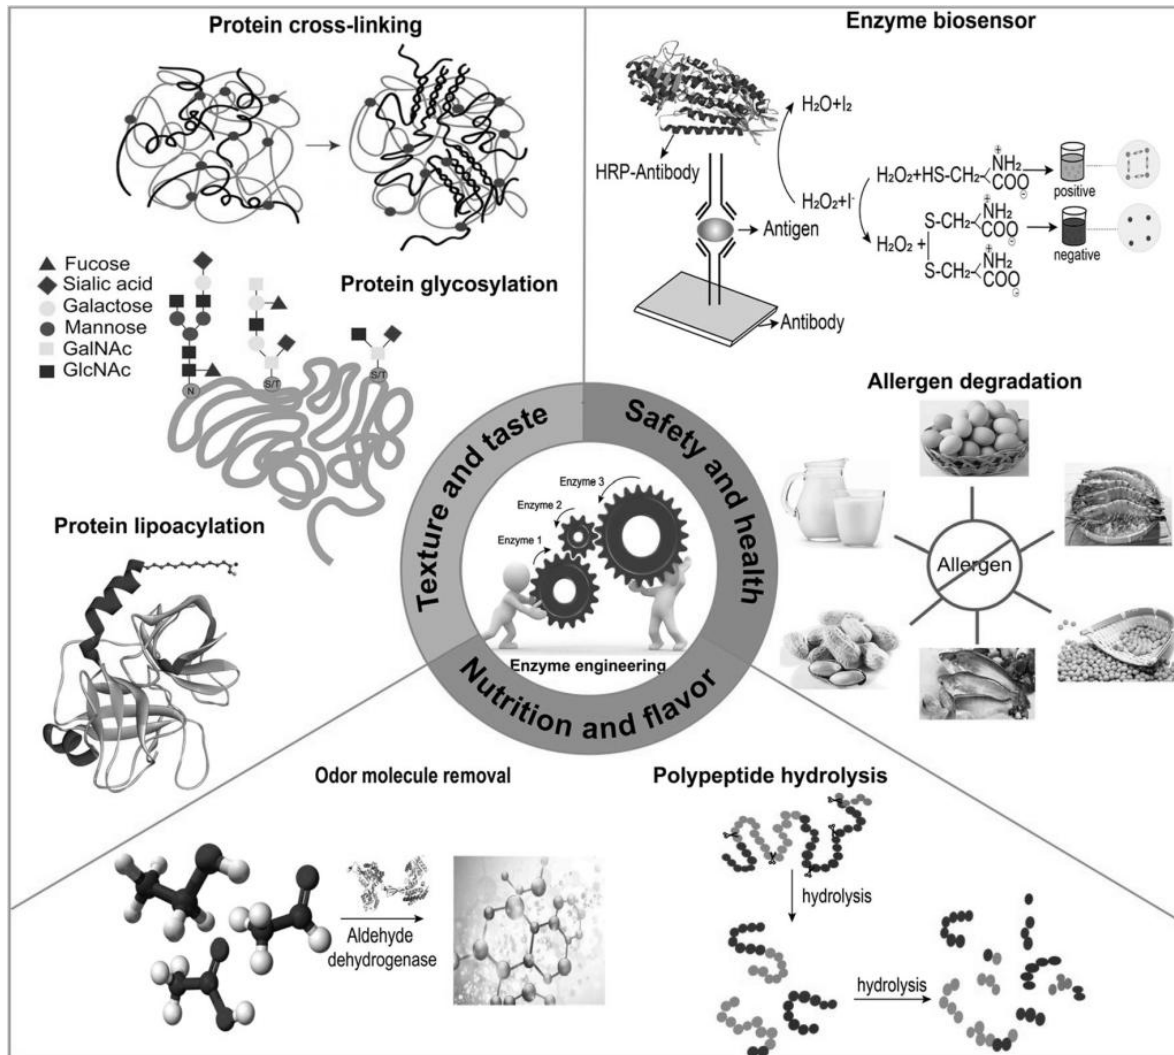 Protein cross-linking
Enzyme biosensor
H₂O+I₂
HRP-Antibody
H₂O₂+I⁻
Antigen
Antibody
H₂O₂+HS-CH₂
⊕
NH₂
COO
⊖
positive
H₂O₂ +
S-CH₂
⊕
NH₂
COO
⊖
S-CH₂
⊕
NH₂
COO
⊖
negative
Fucose
Sialic acid
Galactose
Mannose
GalNAc
GlcNAc
Protein glycosylation
N
S/T
S/T
Allergen degradation
Allergen
Texture and taste
Safety and health
Nutrition and flavor
Enzyme 1
Enzyme 2
Enzyme 3
Enzyme engineering
Protein lipoacylation
Odor molecule removal
Aldehyde
dehydrogenase
Polypeptide hydrolysis
hydrolysis
hydrolysis